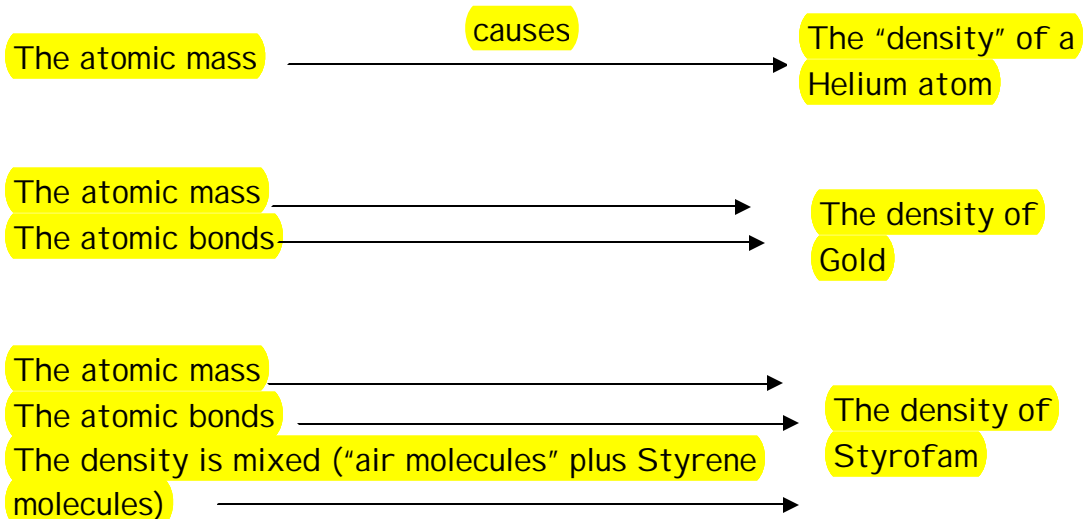 causes
The atomic mass
The “density” of a
Helium atom
The atomic mass
The atomic bonds
The density of
Gold
The atomic mass
The atomic bonds
The density is mixed (“air molecules” plus Styrene
molecules)
The density of
Styrofam